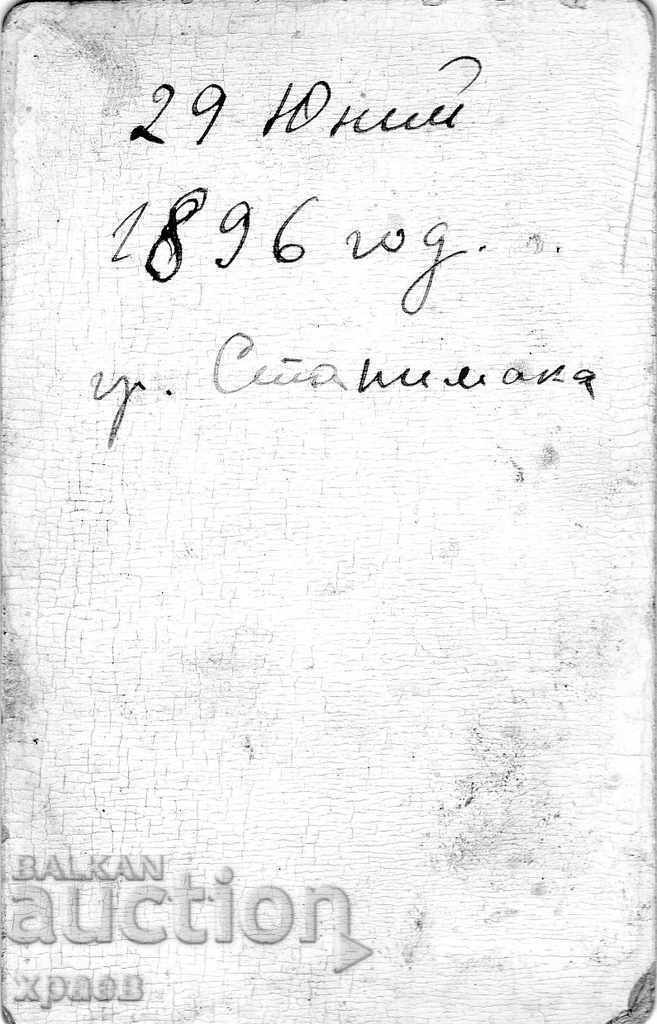 29 Юний
1896 год.
гр. Станимака
BALKAN
auction
храев